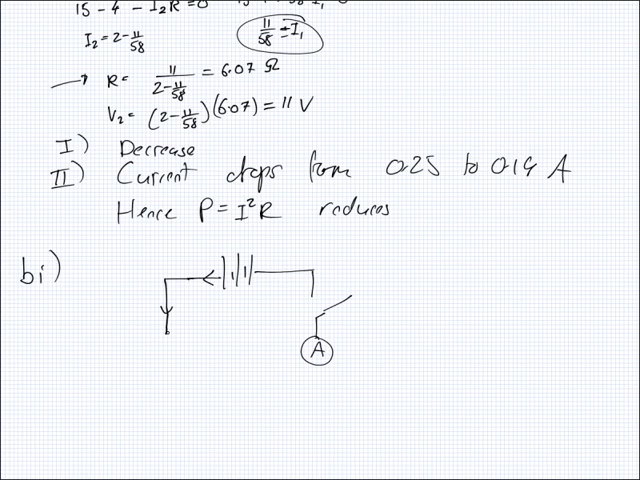 15 - 4 - I₂R = 0
I₂ = 2 - 11/58
11/58 = I₁
→ R = 11/(2 - 11/58) = 6.07 Ω
V₂ = (2 - 11/58)(6.07) = 11 V
I) Decrease
II) Current drops from 0.25 to 0.19 A
Hence P = I²R reduces
bi)
A